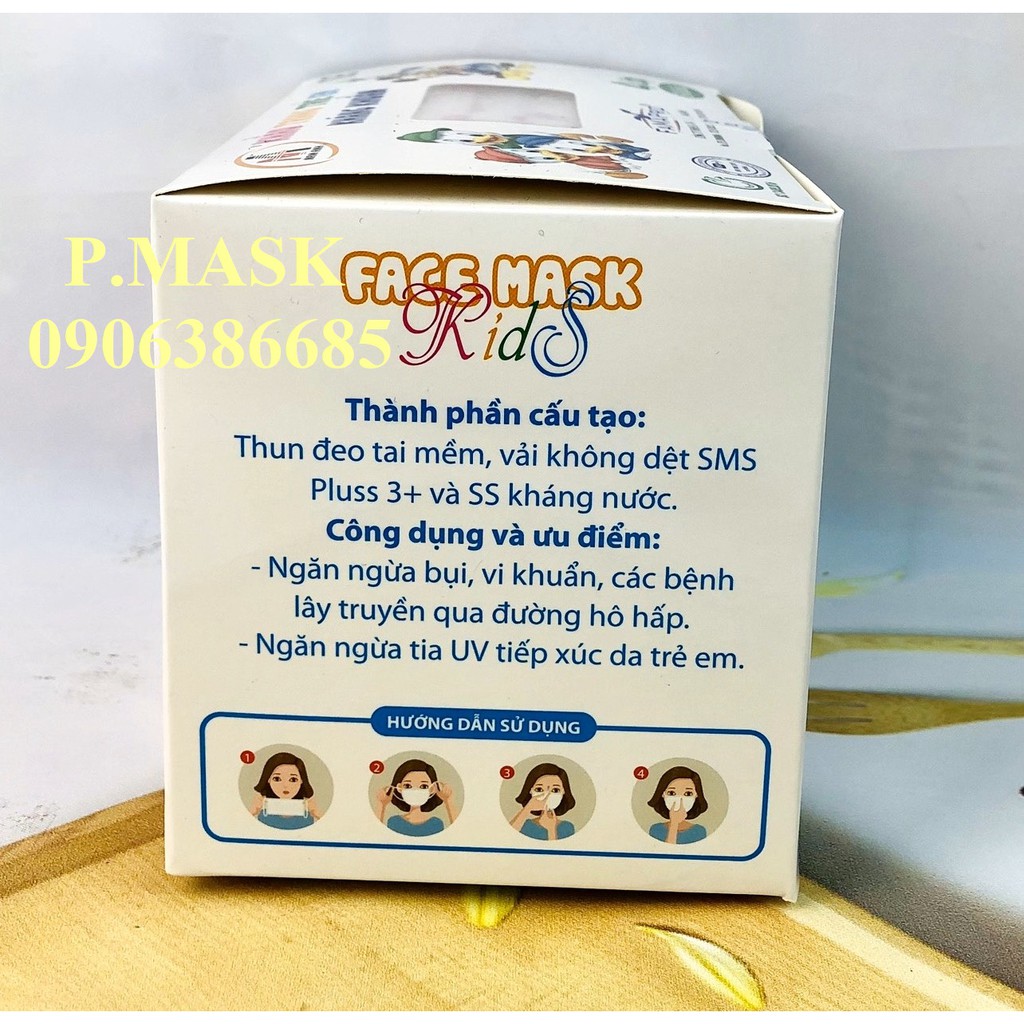 P.MASK
0906386685
FACE MASK
Kids
Thành phần cấu tạo:
Thun đeo tai mềm, vải không dệt SMS
Pluss 3+ và SS kháng nước.
Công dụng và ưu điểm:
- Ngăn ngừa bụi, vi khuẩn, các bệnh
lây truyền qua đường hô hấp.
- Ngăn ngừa tia UV tiếp xúc da trẻ em.
HƯỚNG DẪN SỬ DỤNG
1 2 3 4